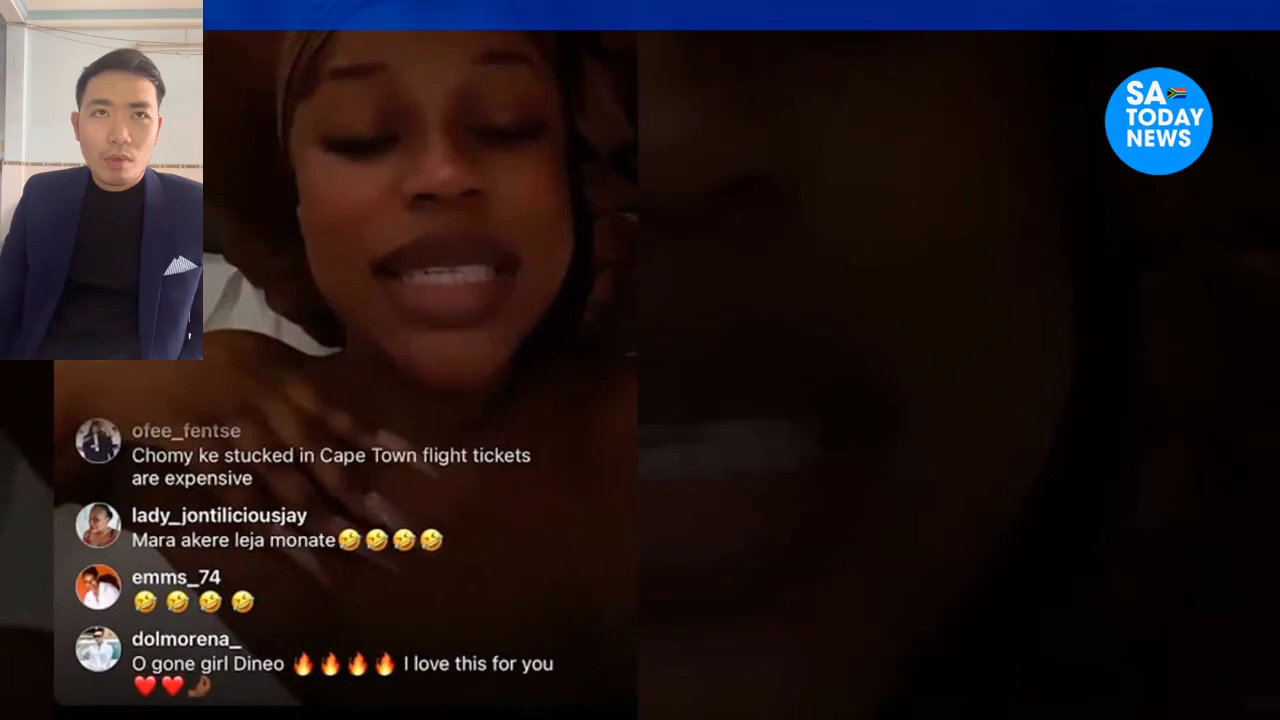 SA
TODAY
NEWS
ofee_fentse
Chomy ke stucked in Cape Town flight tickets
are expensive
lady_jontiliciousjay
Mara akere leja monate🤣🤣🤣🤣
emms_74
🤣🤣🤣🤣
dolmorena_
O gone girl Dineo 🔥🔥🔥🔥 I love this for you
❤️❤️🤌🏾